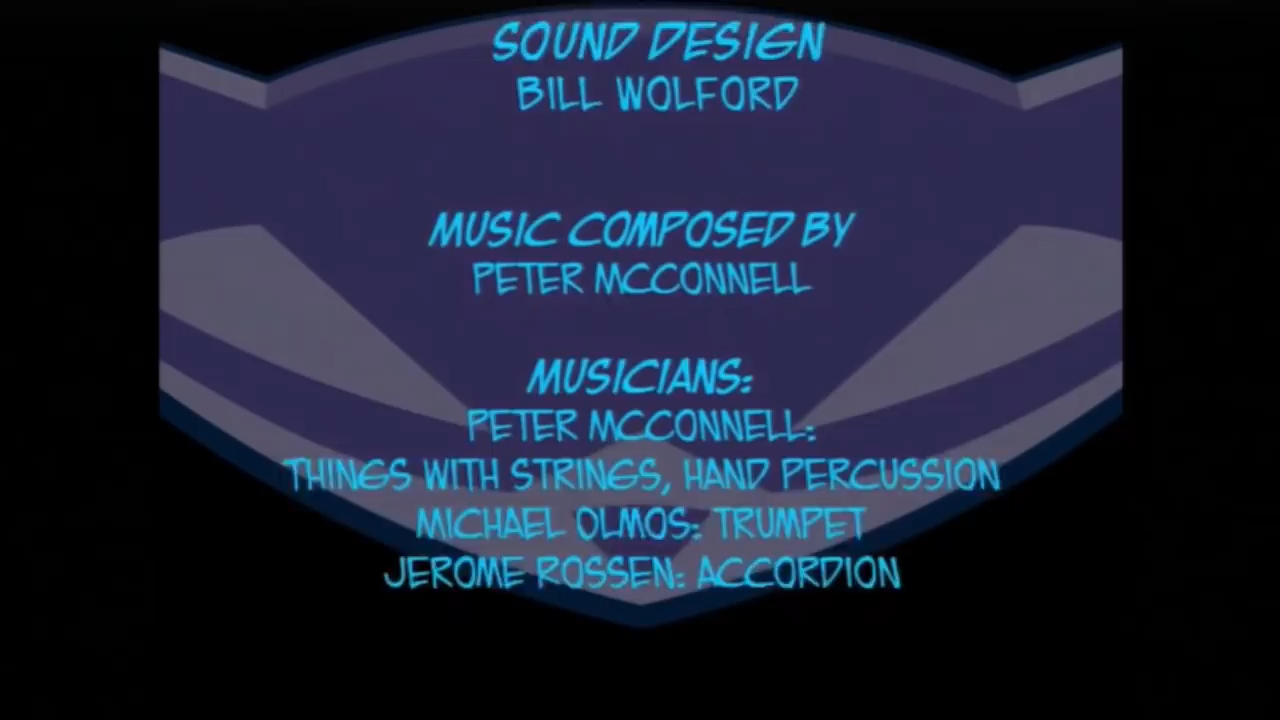 SOUND DESIGN
BILL WOLFORD
MUSIC COMPOSED BY
PETER MCCONNELL
MUSICIANS:
PETER MCCONNELL:
THINGS WITH STRINGS, HAND PERCUSSION
MICHAEL OLMOS: TRUMPET
JEROME ROSSEN: ACCORDION